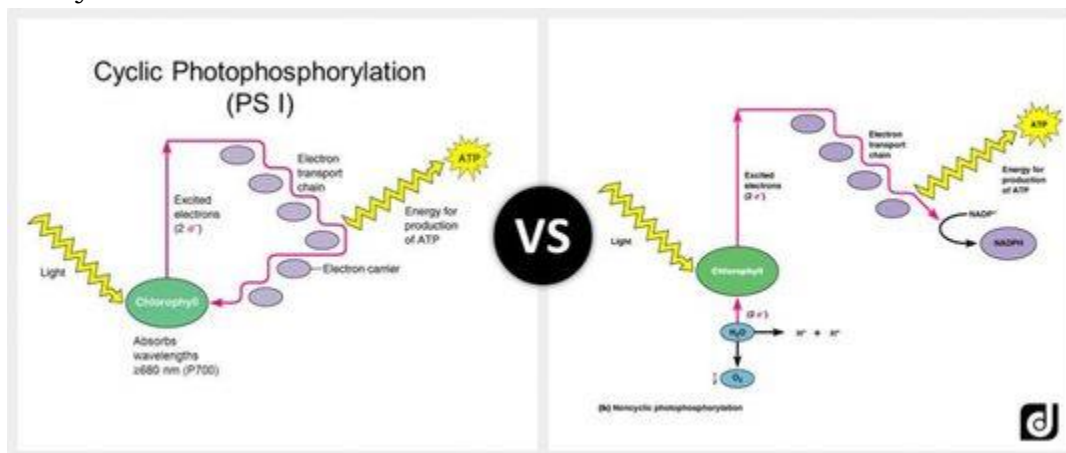 Cyclic Photophosphorylation
(PS I)
ATP
Electron
transport
chain
Excited
electrons
(2 e⁻)
Energy for
production
of ATP
Light
Electron carrier
Chlorophyll
Absorbs
wavelengths
≥680 nm (P700)
VS
ATP
Electron
transport
chain
Excited
electrons
(2 e⁻)
Energy for
production
of ATP
NADP⁺
NADPH
Light
Chlorophyll
(2 e⁻)
H₂O
H⁺ + H⁺
O₂
(b) Noncyclic photophosphorylation